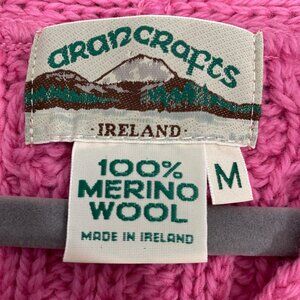 arancrafts
· IRELAND ·
100%
MERINO
WOOL
MADE IN IRELAND
M